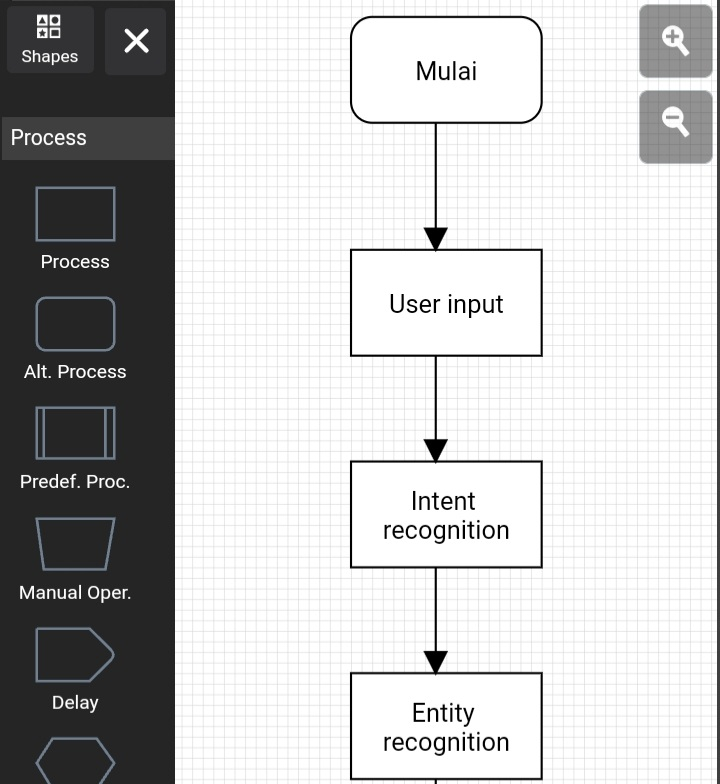 Shapes
Process
Process
Alt. Process
Predef. Proc.
Manual Oper.
Delay
Mulai
User input
Intent
recognition
Entity
recognition